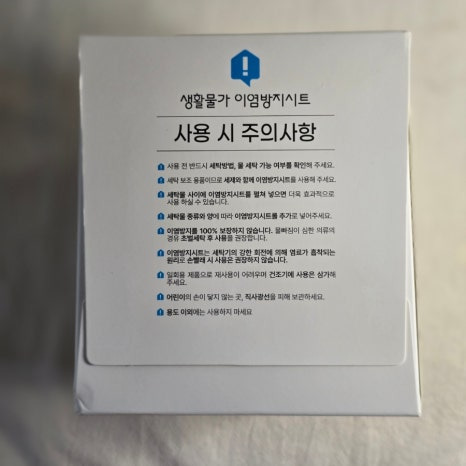 생활물가 이염방지시트
사용 시 주의사항
사용 전 반드시 세탁방법, 물 세탁 가능 여부를 확인해 주세요.
세탁 보조 용품이므로 세제와 함께 이염방지시트를 사용해 주세요.
세탁물 사이에 이염방지시트를 펼쳐 넣으면 더욱 효과적으로
사용 하실 수 있습니다.
세탁물 종류와 양에 따라 이염방지시트를 추가로 넣어주세요.
이염방지를 100% 보장하지 않습니다. 물빠짐이 심한 의류의
경우 초벌세탁 후 사용을 권장합니다.
이염방지시트는 세탁기의 강한 회전에 의해 염료가 흡착되는
원리로 손빨래 시 사용은 권장하지 않습니다.
일회용 제품으로 재사용이 어려우며 건조기에 사용은 삼가해
주세요.
어린이의 손이 닿지 않는 곳, 직사광선을 피해 보관하세요.
용도 이외에는 사용하지 마세요